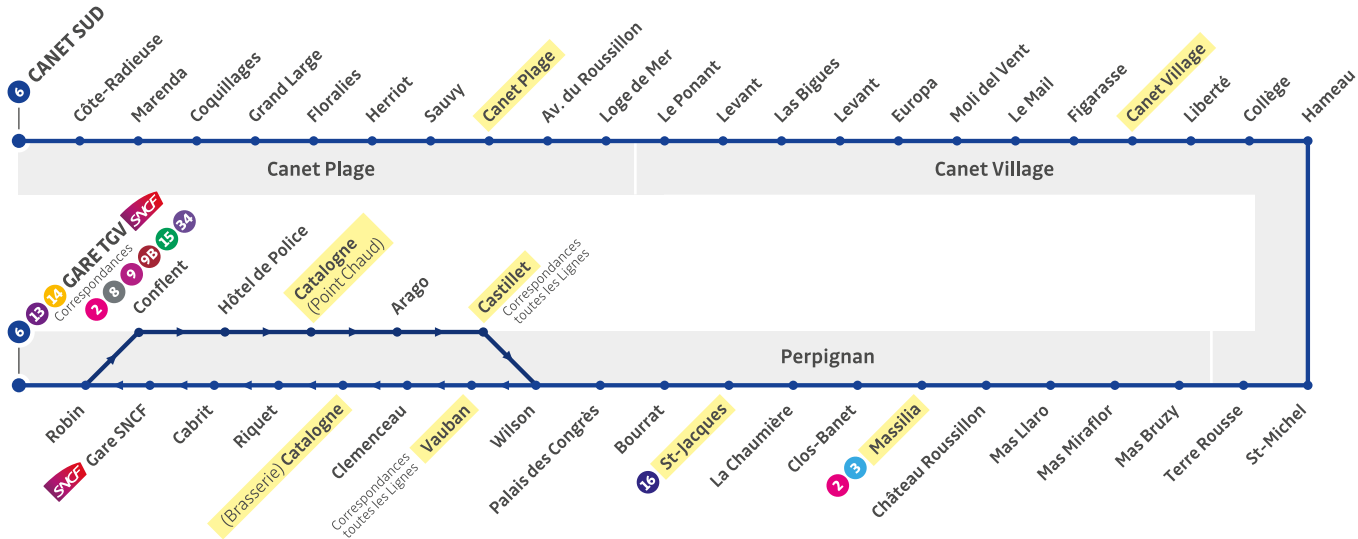 6 CANET SUD
Côte-Radieuse
Marenda
Coquillages
Grand Large
Floralies
Herriot
Sauvy
Canet Plage
Av. du Roussillon
Loge de Mer
Le Ponant
Levant
Las Bigues
Levant
Europa
Moli del Vent
Le Mail
Figarasse
Canet Village
Liberté
Collège
Hameau
Canet Plage
Canet Village
6 13 14 GARE TGV SNCF
Correspondances
2 8 9 9B 15 34
Conflent
Hôtel de Police
Catalogne
(Point Chaud)
Arago
Castillet
Correspondances
toutes les Lignes
Perpignan
Robin
SNCF Gare SNCF
Cabrit
Riquet
(Brasserie) Catalogne
Clemenceau
Correspondances
toutes les Lignes
Vauban
Wilson
Palais des Congrès
Bourrat
16 St-Jacques
La Chaumière
Clos-Banet
2 3 Massilia
Château Roussillon
Mas Llaro
Mas Miraflor
Mas Bruzy
Terre Rousse
St-Michel